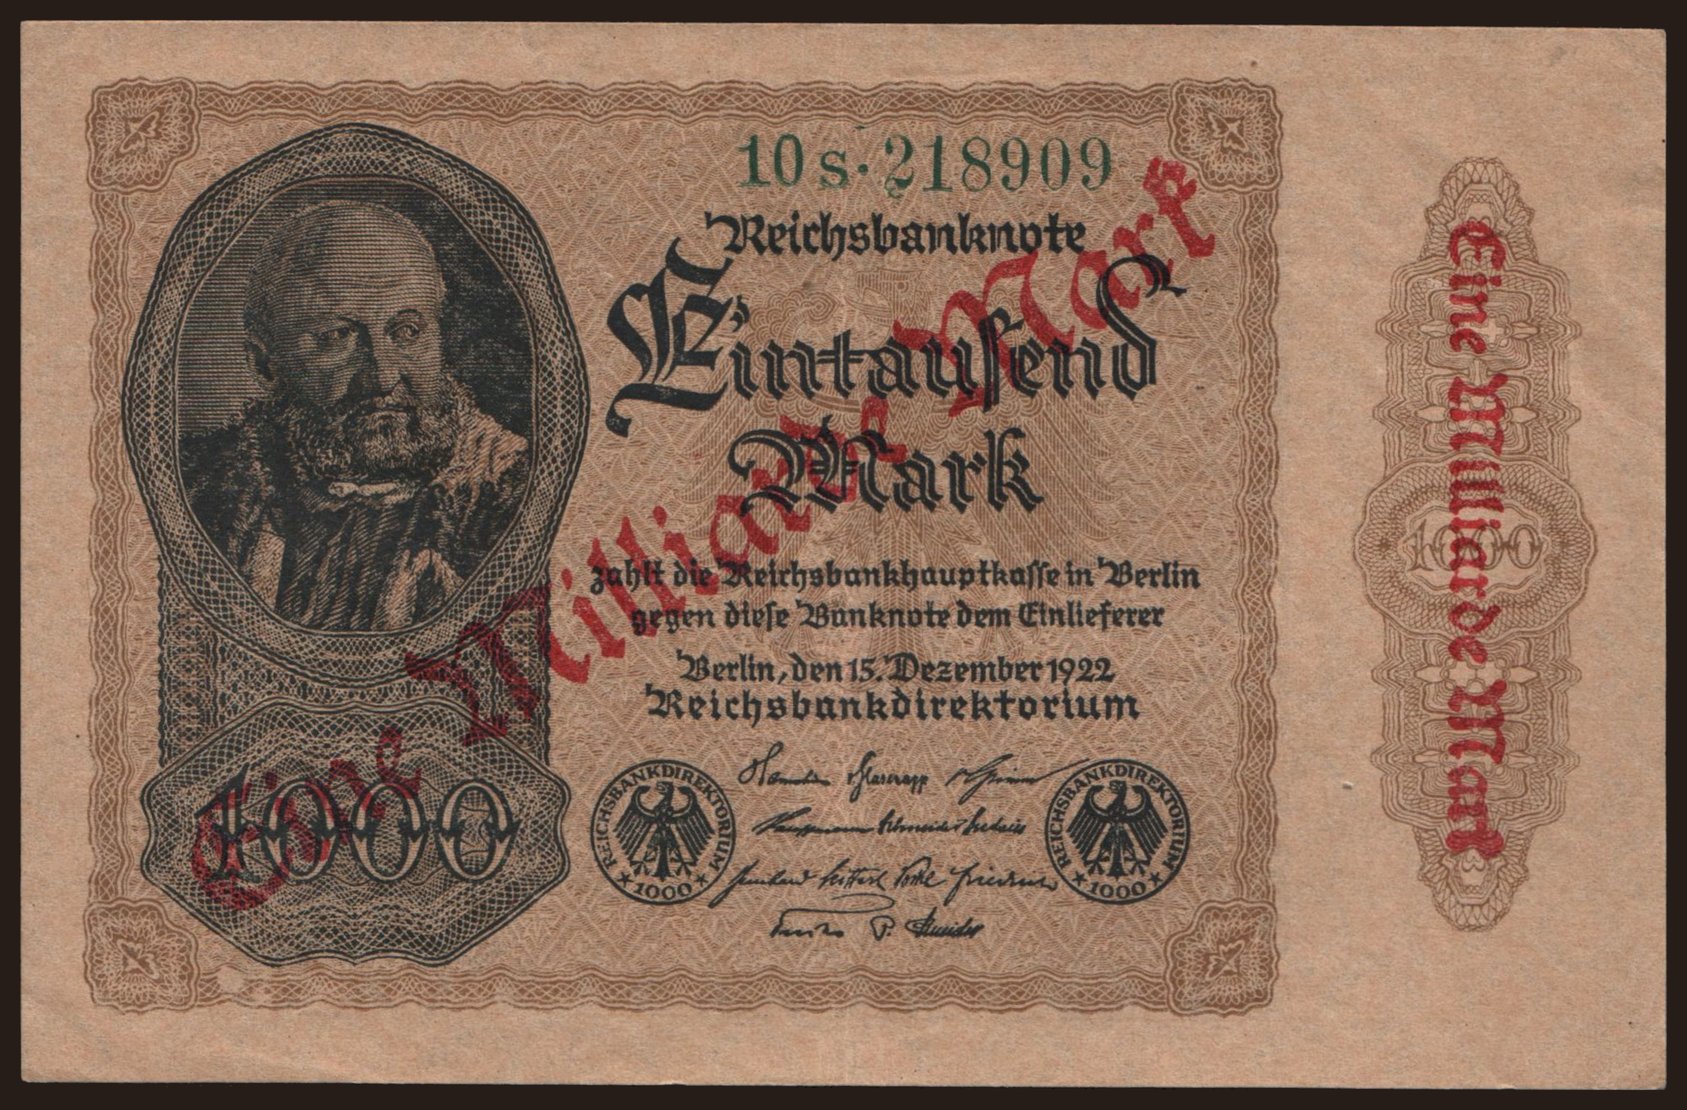 10 s · 218909
Reichsbanknote
Eintauſend
Mark
zahlt die Reichsbankhauptkaſſe in Berlin
gegen dieſe Banknote dem Einlieferer
Berlin, den 15. Dezember 1922
Reichsbankdirektorium
1000
Eine Milliarde Mark
REICHSBANKDIREKTORIUM
★ 1000 ★
REICHSBANKDIREKTORIUM
★ 1000 ★
Eine Milliarde Mark
1000